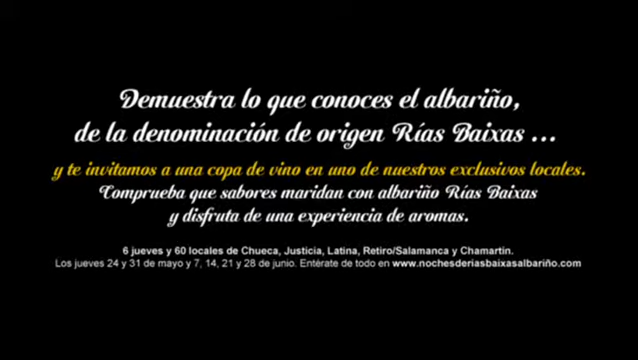 Demuestra lo que conoces el albariño,
de la denominación de origen Rías Baixas ...
y te invitamos a una copa de vino en uno de nuestros exclusivos locales.
Comprueba que sabores maridan con albariño Rías Baixas
y disfruta de una experiencia de aromas.
6 jueves y 60 locales de Chueca, Justicia, Latina, Retiro/Salamanca y Chamartín.
Los jueves 24 y 31 de mayo y 7, 14, 21 y 28 de junio. Entérate de todo en www.nochesderiasbaixasalbariño.com